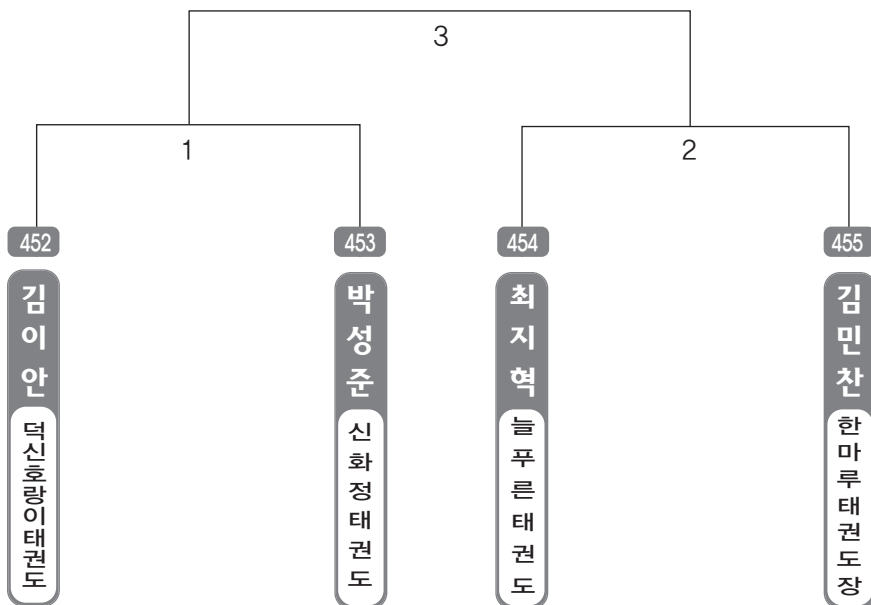 3
1
2
452
453
454
455
김이안
박성준
최지혁
김민찬
덕신호랑이태권도
신화정태권도
늘푸른태권도
한마루태권도장